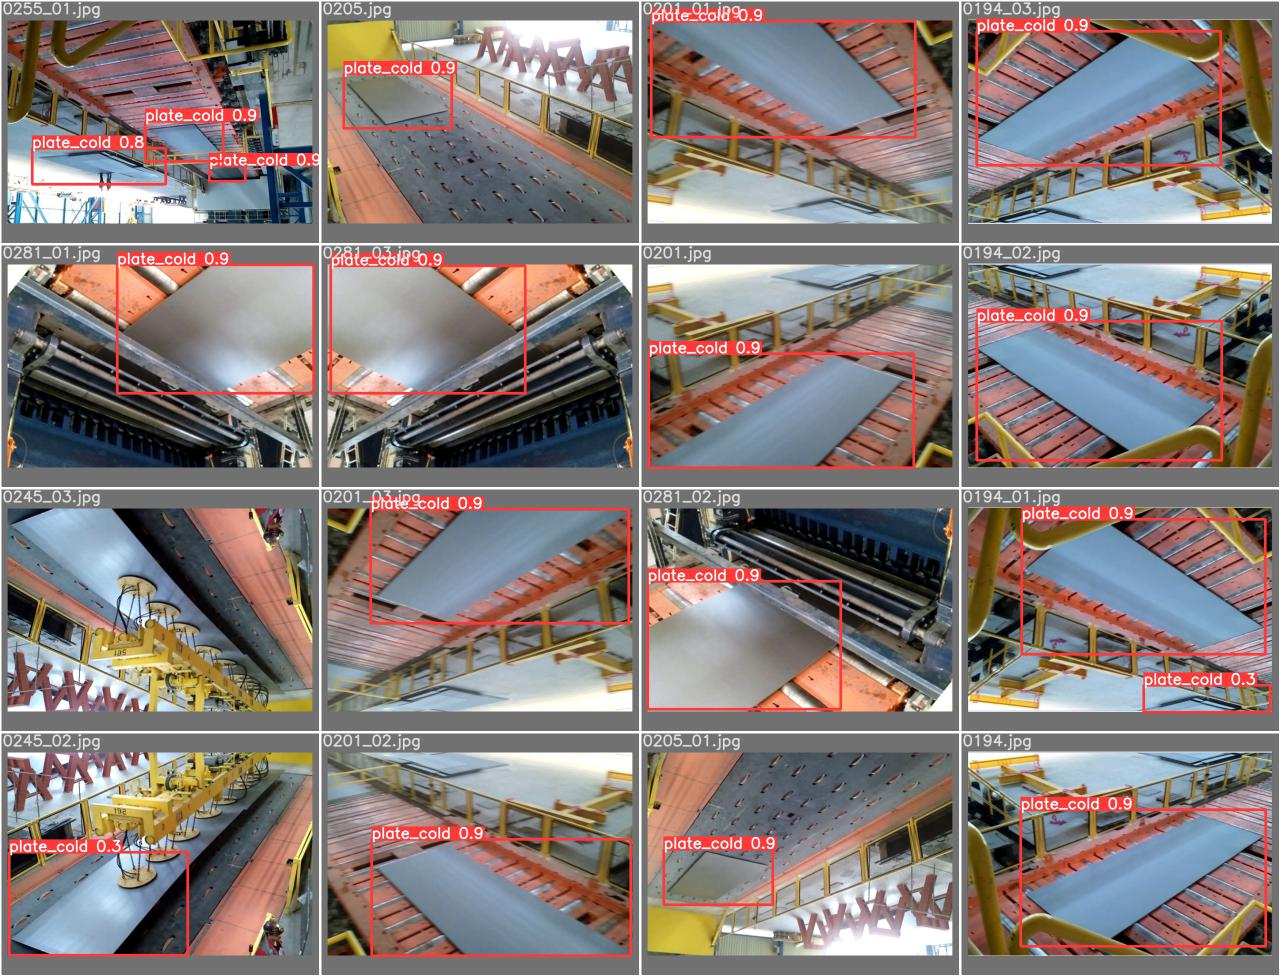 0255_01.jpg
plate_cold 0.9
plate_cold 0.8
plate_cold 0.9
0205.jpg
plate_cold 0.9
0201_01.jpg
plate_cold 0.9
0194_03.jpg
plate_cold 0.9
0281_01.jpg
plate_cold 0.9
0281_03.jpg
plate_cold 0.9
0201.jpg
plate_cold 0.9
0194_02.jpg
plate_cold 0.9
0245_03.jpg
0201_03.jpg
plate_cold 0.9
0281_02.jpg
plate_cold 0.9
0194_01.jpg
plate_cold 0.9
plate_cold 0.3
0245_02.jpg
plate_cold 0.3
0201_02.jpg
plate_cold 0.9
0205_01.jpg
plate_cold 0.9
0194.jpg
plate_cold 0.9